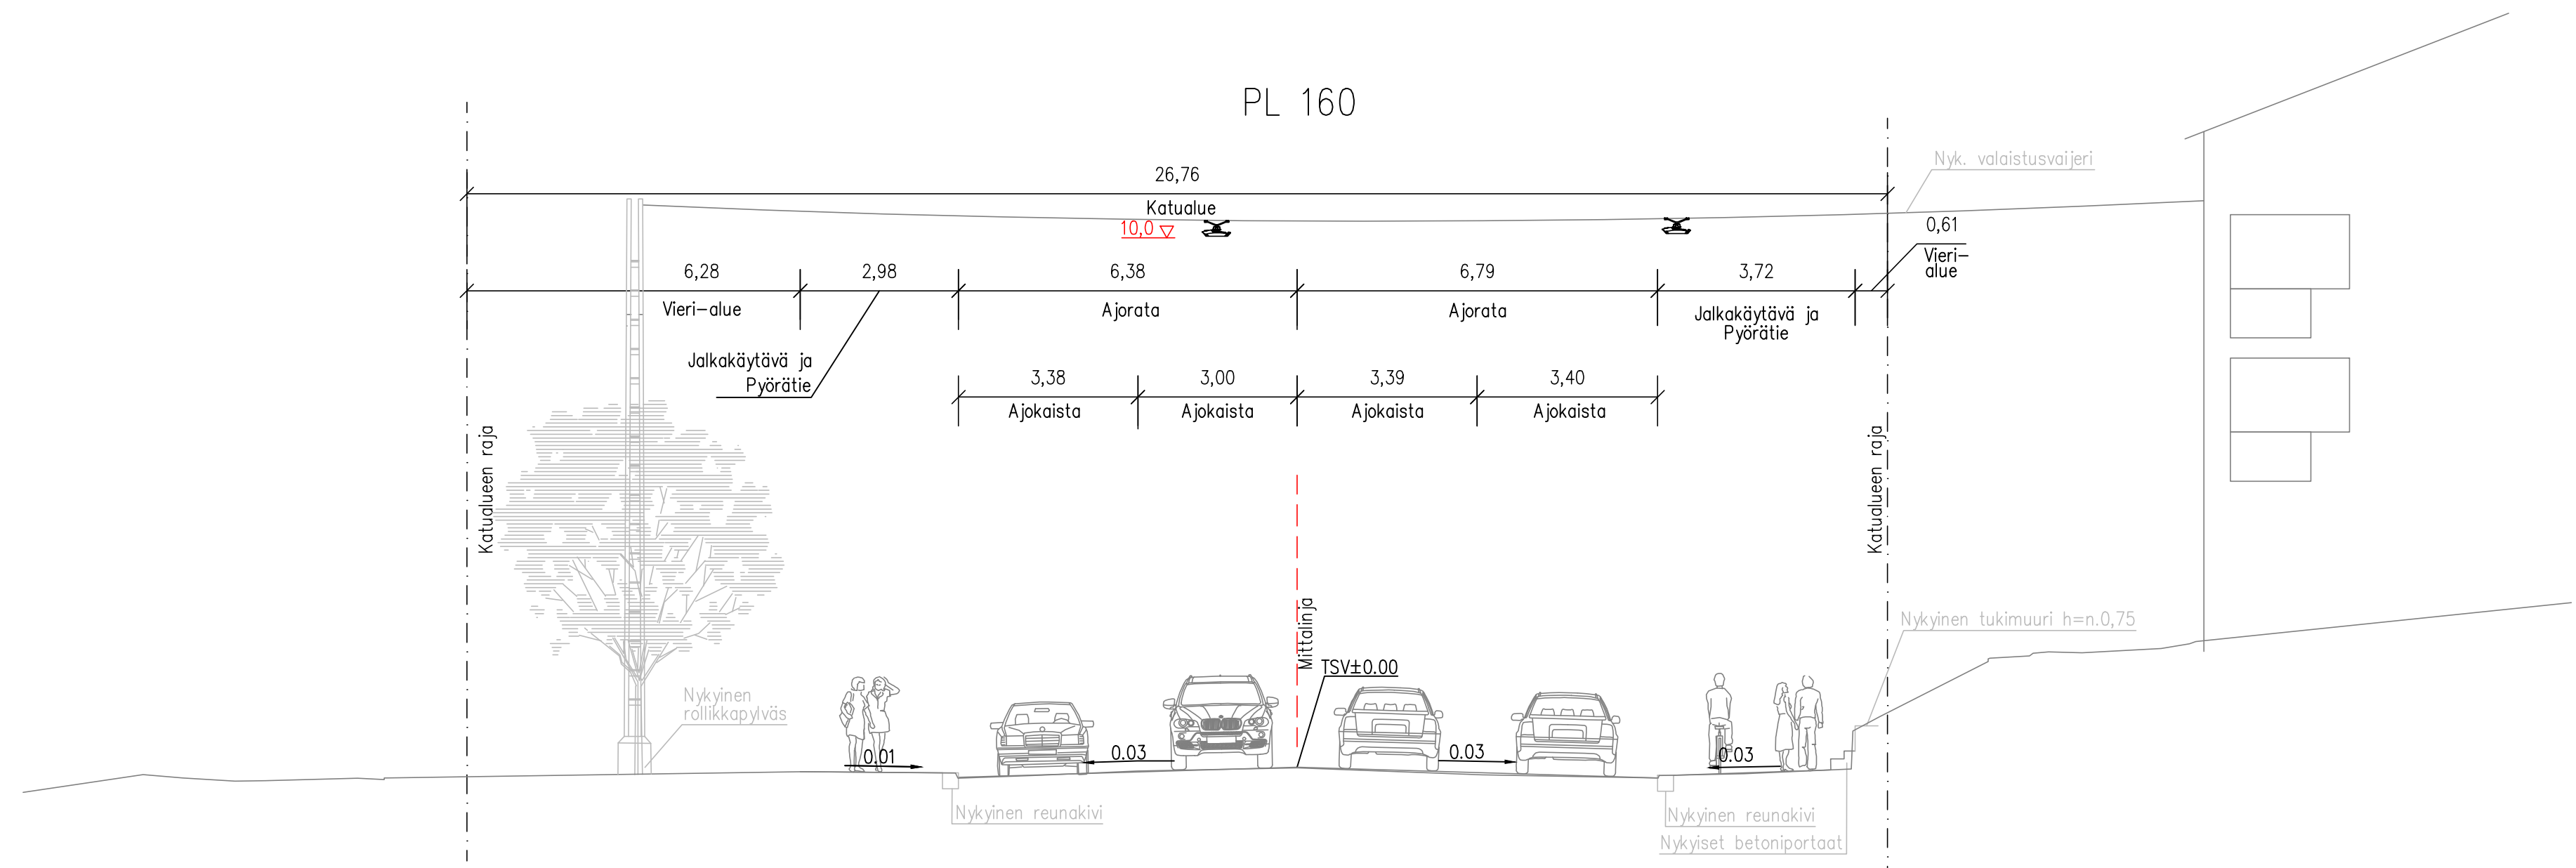 PL 160
Nyk. valaistusvaijeri
26,76
Katualue
10,0
0,61
Vieri-
alue
6,28
2,98
6,38
6,79
3,72
Vieri-alue
Ajorata
Ajorata
Jalkakäytävä ja
Pyörätie
Jalkakäytävä ja
Pyörätie
3,38
3,00
3,39
3,40
Ajokaista
Ajokaista
Ajokaista
Ajokaista
Katualueen raja
Katualueen raja
Mittalinja
Nykyinen tukimuuri h=n.0,75
TSV±0.00
Nykyinen
rollikkapylväs
0.01
0.03
0.03
0.03
Nykyinen reunakivi
Nykyinen reunakivi
Nykyiset betoniportaat